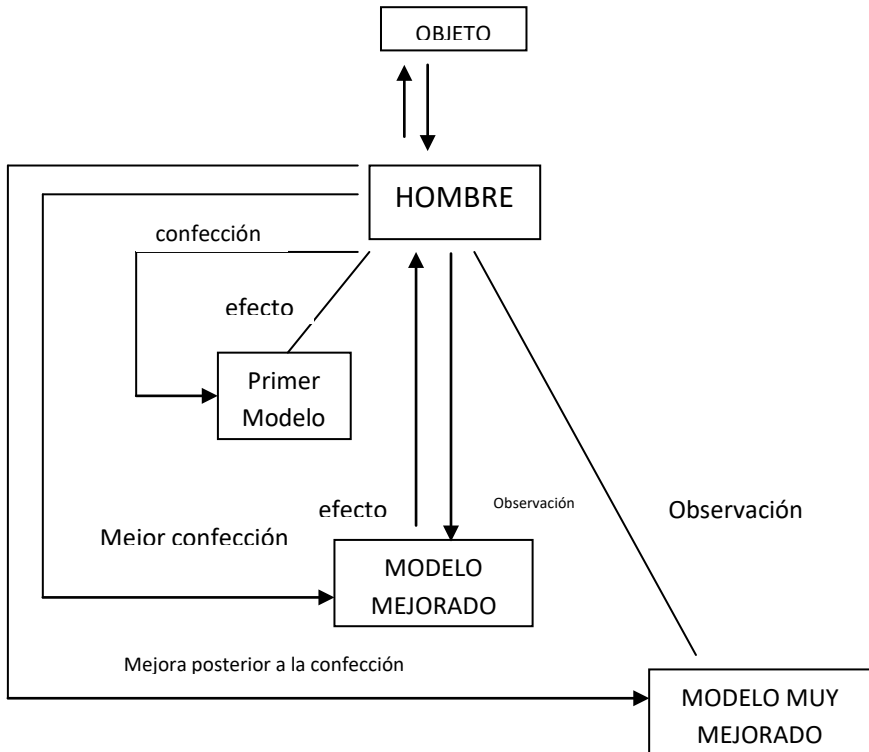 OBJETO
HOMBRE
confección
efecto
Primer
Modelo
efecto
Observación
Observación
Mejor confección
MODELO
MEJORADO
Mejora posterior a la confección
MODELO MUY
MEJORADO